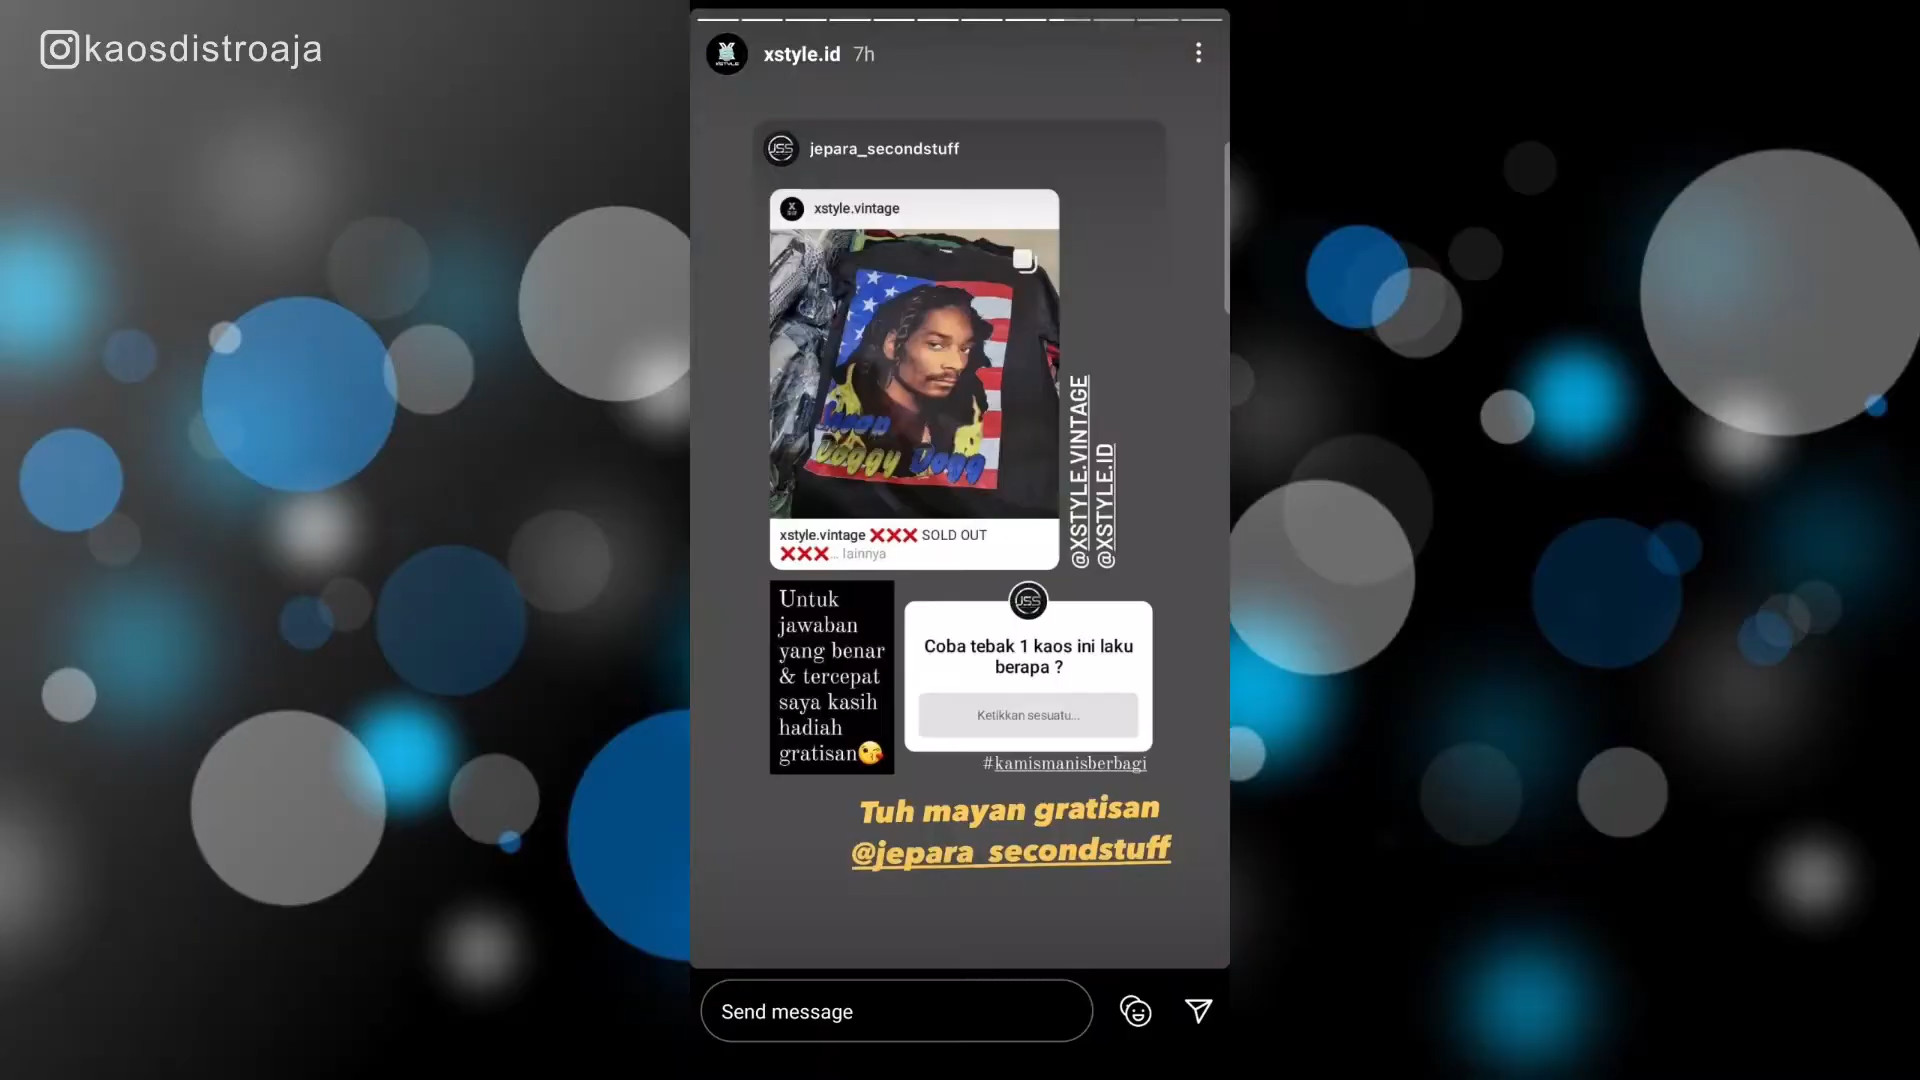 kaosdistroaja
xstyle.id 7h
JSS
jepara_secondstuff
xstyle.vintage
Doggy Dogg
xstyle.vintage ❌❌❌ SOLD OUT
❌❌❌... lainnya
@XSTYLE.VINTAGE
@XSTYLE.ID
Untuk
jawaban
yang benar
& tercepat
saya kasih
hadiah
gratisan😘
JSS
Coba tebak 1 kaos ini laku
berapa ?
Ketikkan sesuatu...
#kamismanisberbagi
Tuh mayan gratisan
@jepara_secondstuff
Send message